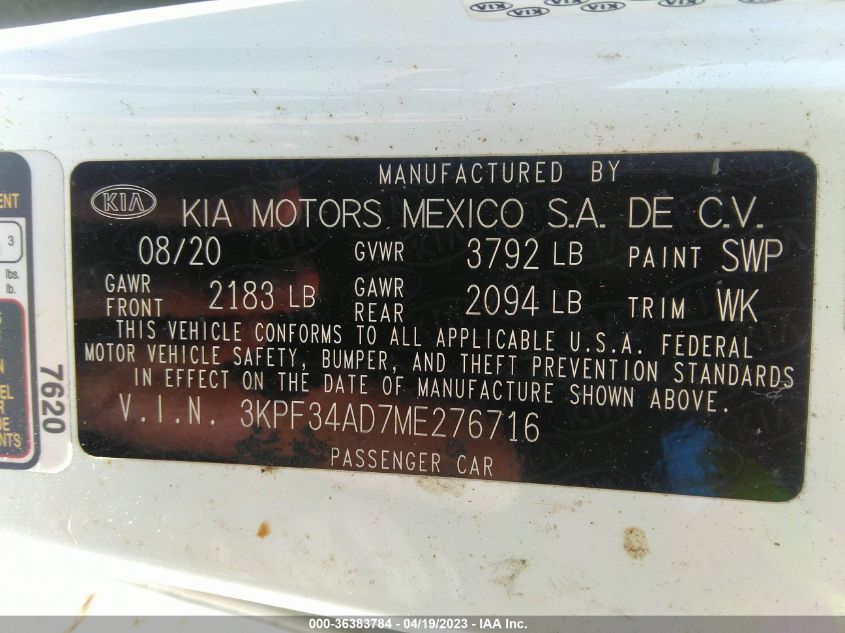 MANUFACTURED BY
KIA KIA MOTORS MEXICO S.A. DE C.V.
08/20 GVWR 3792 LB PAINT SWP
GAWR FRONT 2183 LB GAWR REAR 2094 LB TRIM WK
THIS VEHICLE CONFORMS TO ALL APPLICABLE U.S.A. FEDERAL
MOTOR VEHICLE SAFETY, BUMPER, AND THEFT PREVENTION STANDARDS
IN EFFECT ON THE DATE OF MANUFACTURE SHOWN ABOVE.
V.I.N. 3KPF34AD7ME276716
PASSENGER CAR
3
lbs.
lb.
7620
000-36383784 - 04/19/2023 - IAA Inc.